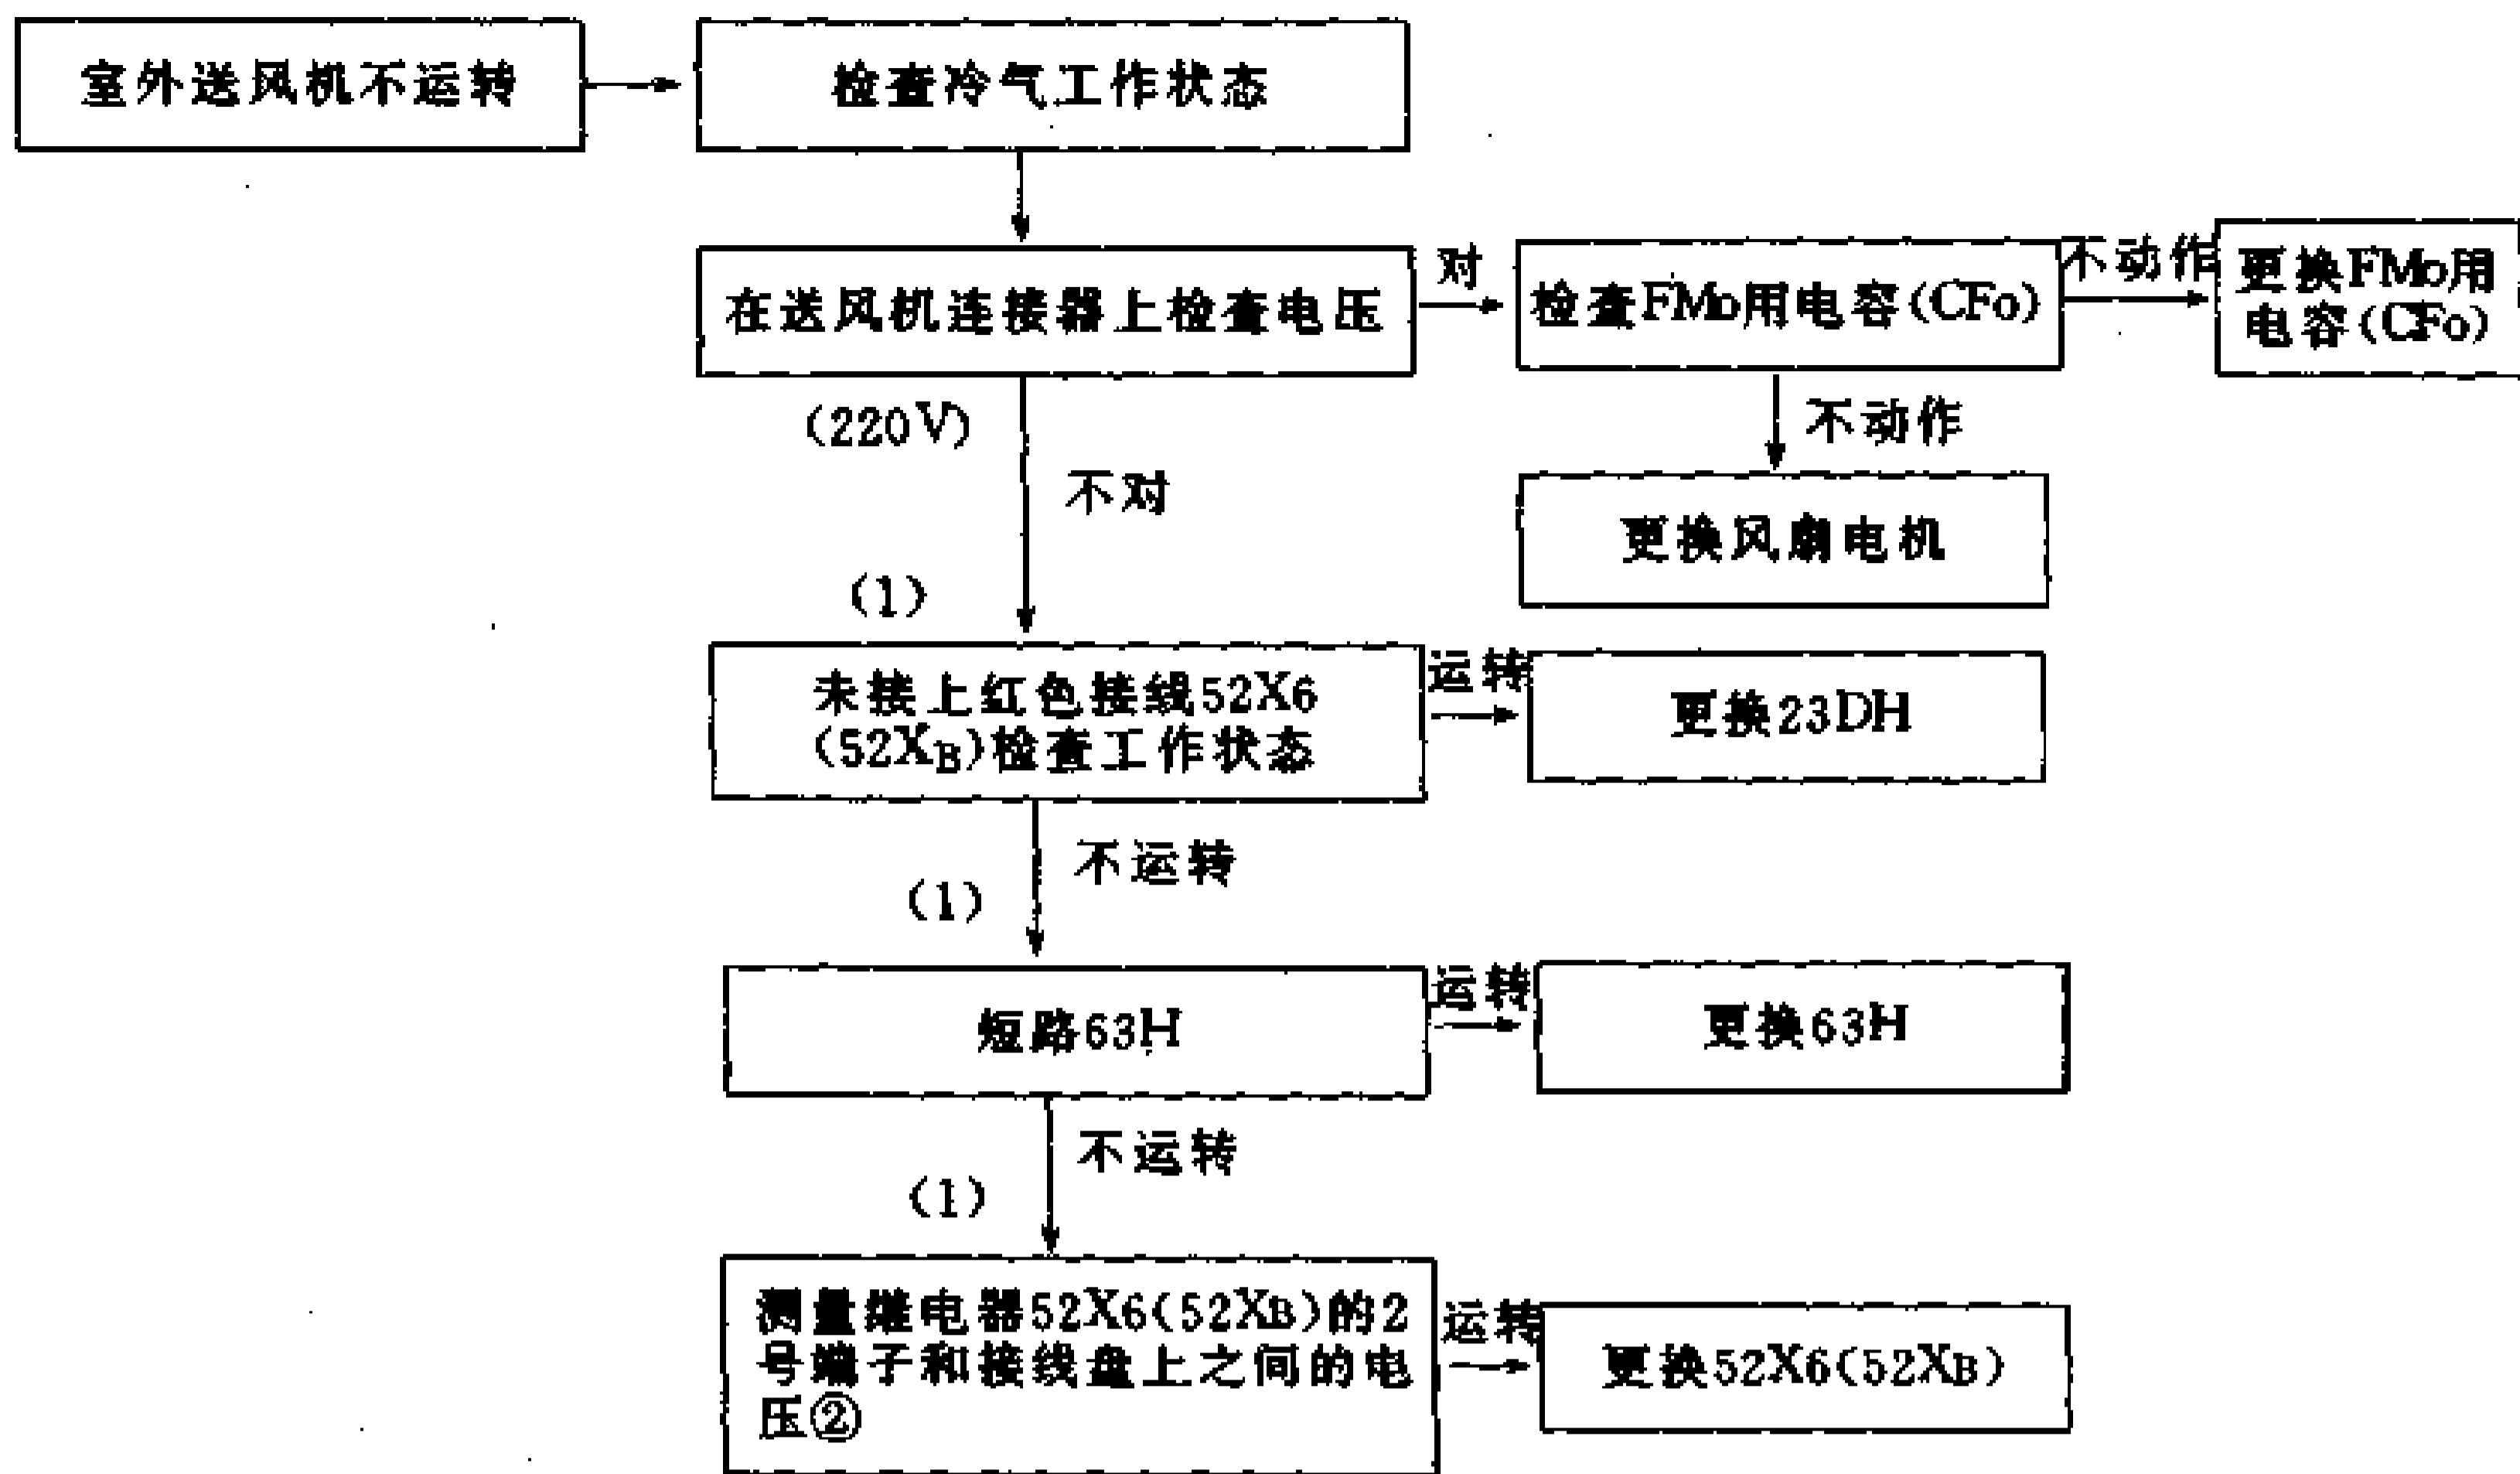 室外送风机不运转
检查冷气工作状态
在送风机连接器上检查电压
对
检查FMo用电容(CFo)
不动作
更换FMo用
电容(CFo)
(220V)
不对
不动作
更换风扇电机
(1)
未接上红色接线52X6
(52XB)检查工作状态
运转
更换23DH
不运转
(1)
短路63H
运转
更换63H
不运转
(1)
测量继电器52X6(52XB)的2
号端子和接线盘上之间的电
压②
运转
更换52X6(52XB)